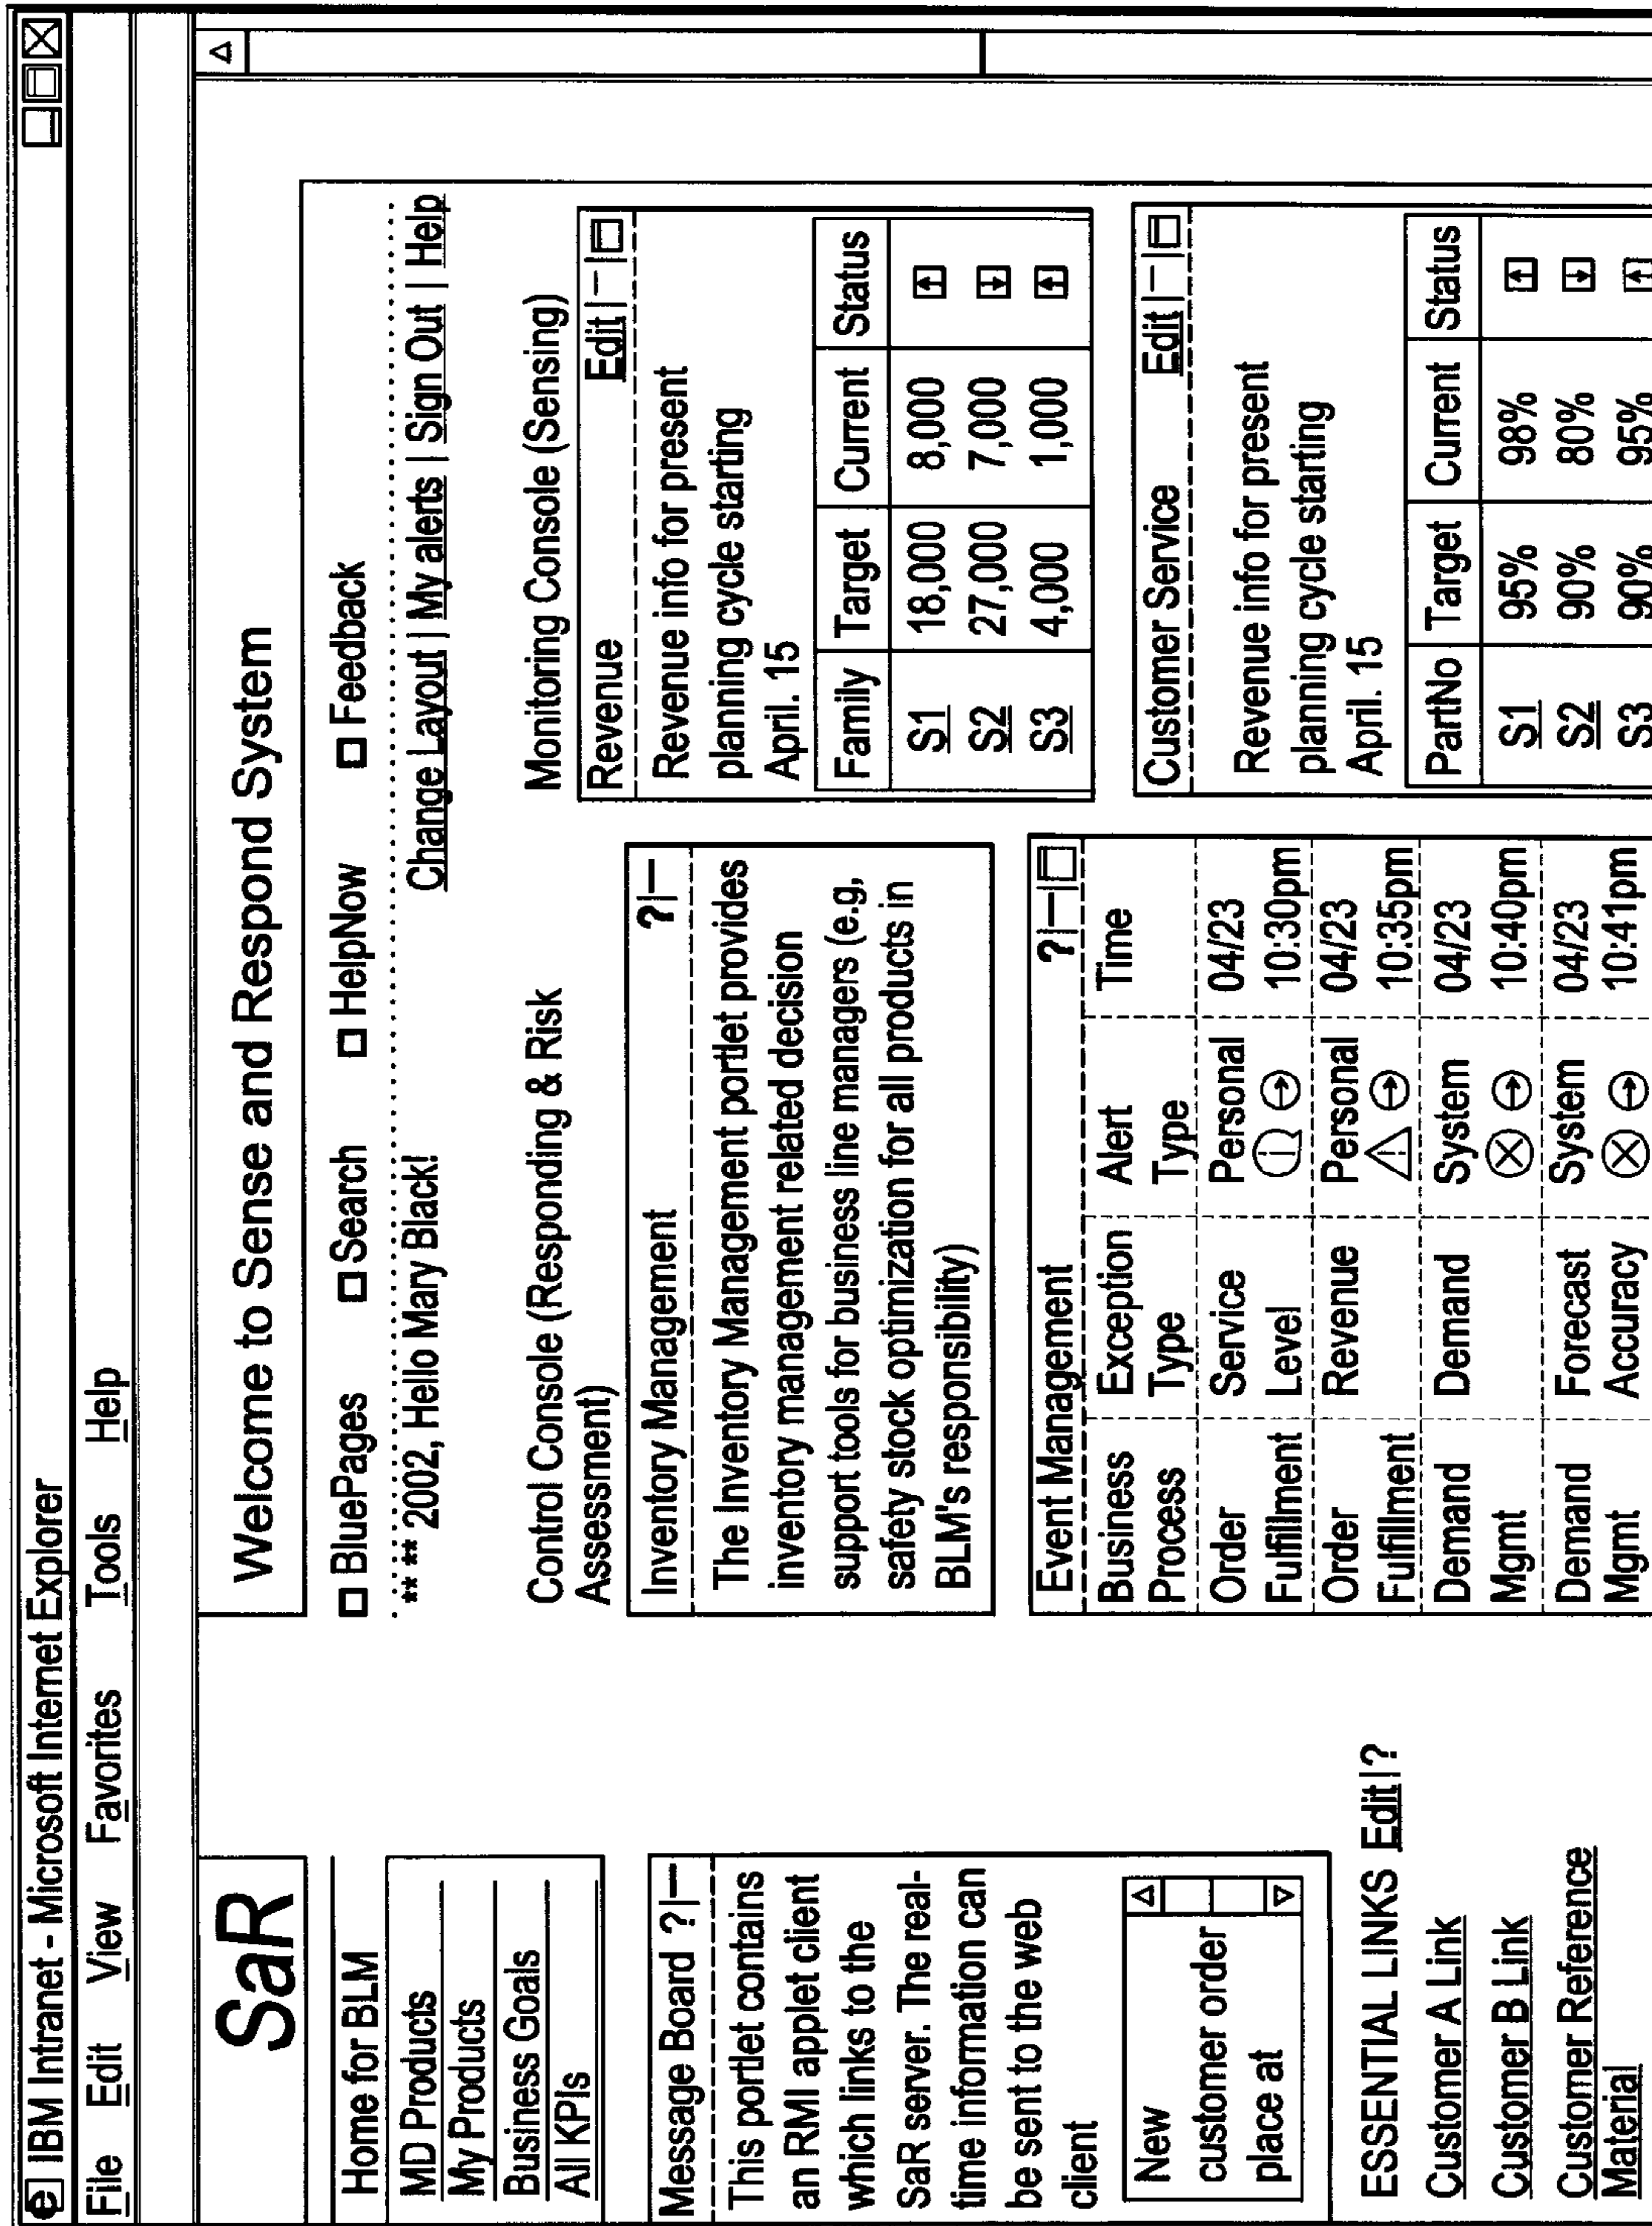 IBM Intranet - Microsoft Internet Explorer
File Edit View Favorites Tools Help
SaR
Welcome to Sense and Respond System
Home for BLM
MD Products
My Products
Business Goals
All KPIs
BluePages Search HelpNow Feedback
** ** 2002, Hello Mary Black!
Change Layout | My alerts | Sign Out | Help
Message Board ?|—
This portlet contains
an RMI applet client
which links to the
SaR server. The real-
time information can
be sent to the web
client
New
customer order
place at
ESSENTIAL LINKS Edit|?
Customer A Link
Customer B Link
Customer Reference
Material
Control Console (Responding & Risk
Assessment)
Inventory Management ?|—
The Inventory Management portlet provides
inventory management related decision
support tools for business line managers (e.g,
safety stock optimization for all products in
BLM's responsibility)
Event Management ?|—|
Business Exception Alert Time
Process Type Type
Order Service Personal 04/23
Fulfillment Level 10:30pm
Order Revenue Personal 04/23
Fulfillment 10:35pm
Demand Demand System 04/23
Mgmt 10:40pm
Demand Forecast System 04/23
Mgmt Accuracy 10:41pm
Monitoring Console (Sensing)
Revenue Edit|—|
Revenue info for present
planning cycle starting
April. 15
Family Target Current Status
S1 18,000 8,000
S2 27,000 7,000
S3 4,000 1,000
Customer Service Edit|—|
Revenue info for present
planning cycle starting
April. 15
PartNo Target Current Status
S1 95% 98%
S2 90% 80%
S3 90% 95%